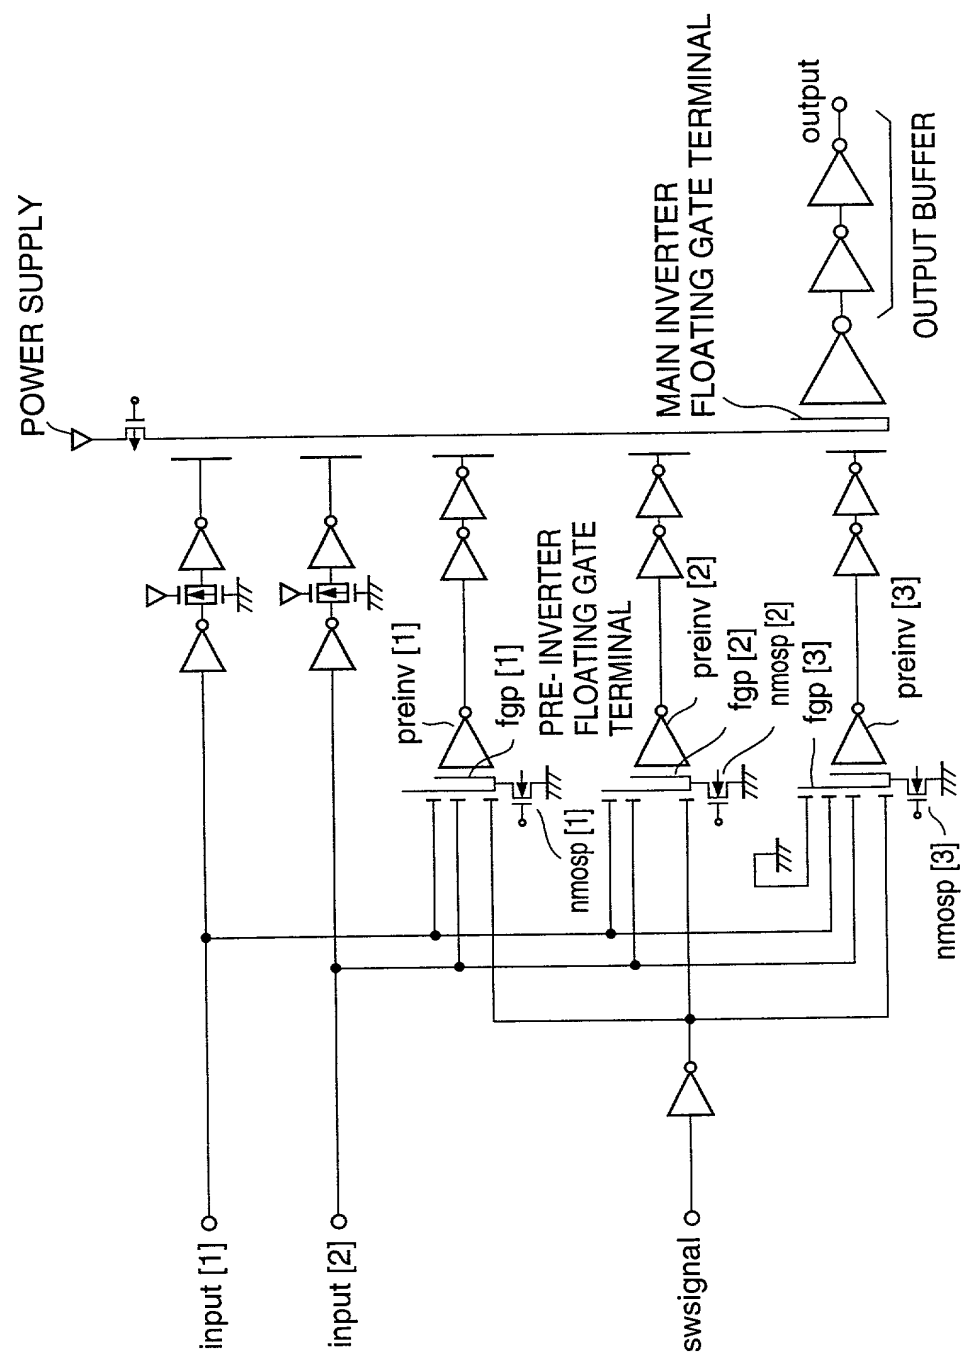 POWER SUPPLY
MAIN INVERTER
FLOATING GATE TERMINAL
output
OUTPUT BUFFER
preinv [1]
fgp [1]
PRE- INVERTER
FLOATING GATE
TERMINAL
nmosp [1]
preinv [2]
fgp [2]
nmosp [2]
fgp [3]
preinv [3]
nmosp [3]
input [1]
input [2]
swsignal